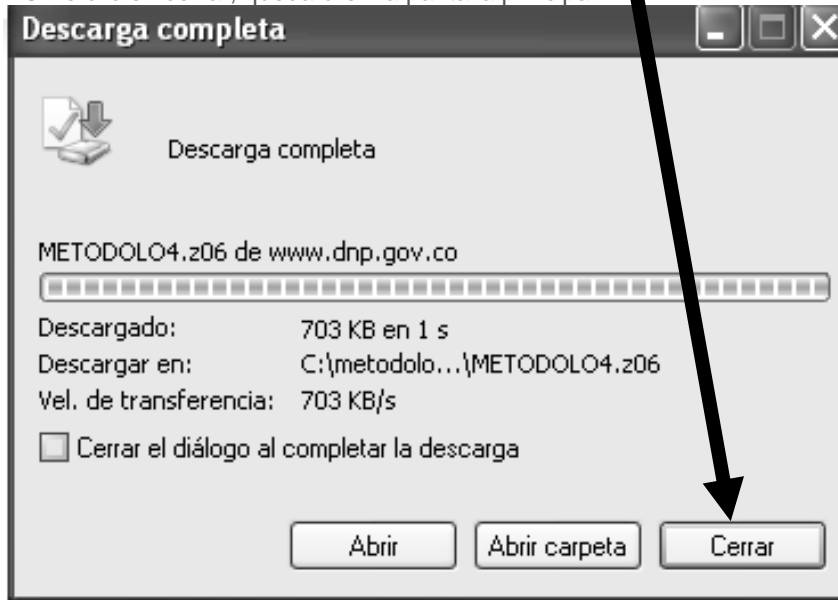 Descarga completa
Descarga completa
METODOLO4.z06 de www.dnp.gov.co
Descargado: 703 KB en 1 s
Descargar en: C:\metodolo...\METODOLO4.z06
Vel. de transferencia: 703 KB/s
Cerrar el diálogo al completar la descarga
Abrir Abrir carpeta Cerrar